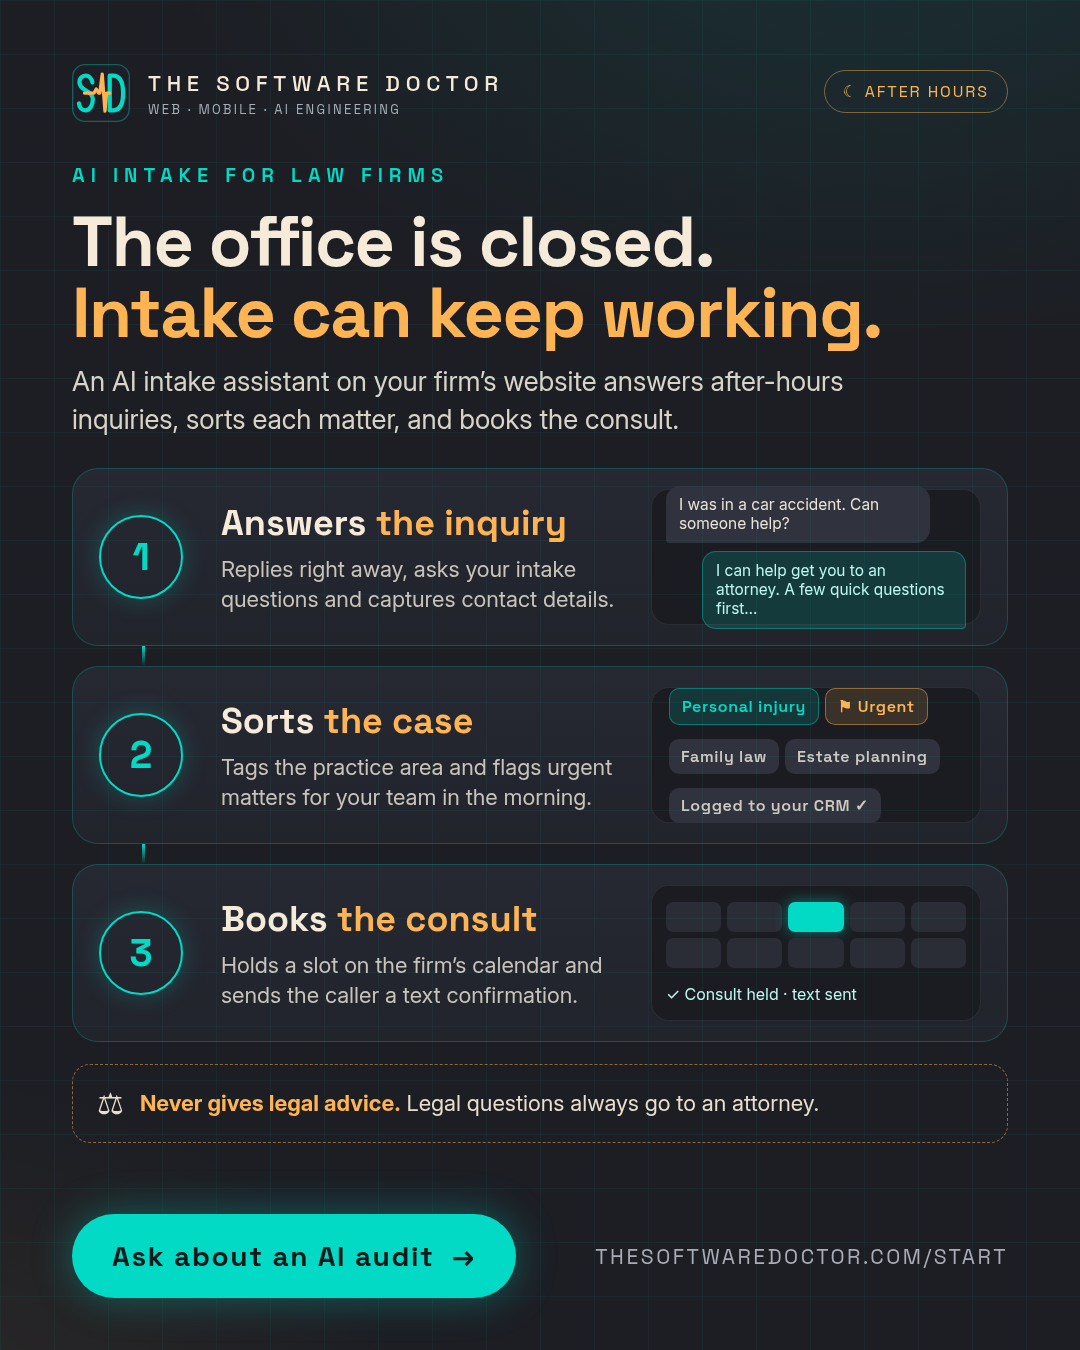 SD
THE SOFTWARE DOCTOR
WEB · MOBILE · AI ENGINEERING
☾ AFTER HOURS
AI INTAKE FOR LAW FIRMS
The office is closed.
Intake can keep working.
An AI intake assistant on your firm’s website answers after-hours
inquiries, sorts each matter, and books the consult.
1
Answers the inquiry
Replies right away, asks your intake
questions and captures contact details.
I was in a car accident. Can
someone help?
I can help get you to an
attorney. A few quick questions
first...
2
Sorts the case
Tags the practice area and flags urgent
matters for your team in the morning.
Personal injury
⚑ Urgent
Family law
Estate planning
Logged to your CRM ✓
3
Books the consult
Holds a slot on the firm’s calendar and
sends the caller a text confirmation.
✓ Consult held · text sent
⚖ Never gives legal advice. Legal questions always go to an attorney.
Ask about an AI audit →
THESOFTWAREDOCTOR.COM/START